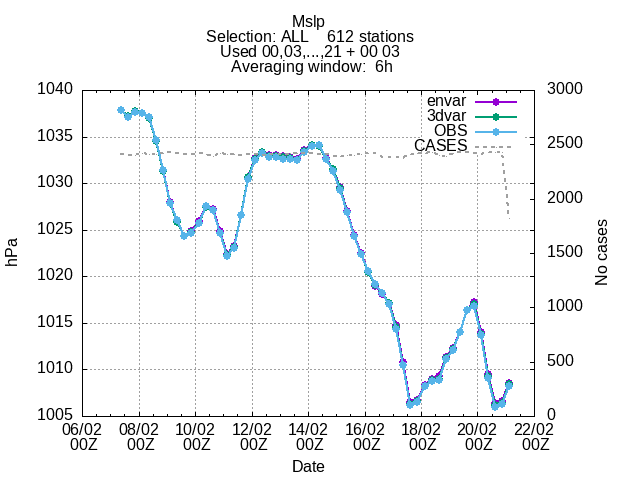 Mslp
Selection: ALL    612 stations
Used 00,03,...,21 + 00 03
Averaging window:  6h
1040
1035
1030
1025
1020
1015
1010
1005
hPa
3000
2500
2000
1500
1000
500
0
No cases
envar
3dvar
OBS
CASES
06/02 08/02 10/02 12/02 14/02 16/02 18/02 20/02 22/02
00Z 00Z 00Z 00Z 00Z 00Z 00Z 00Z 00Z
Date